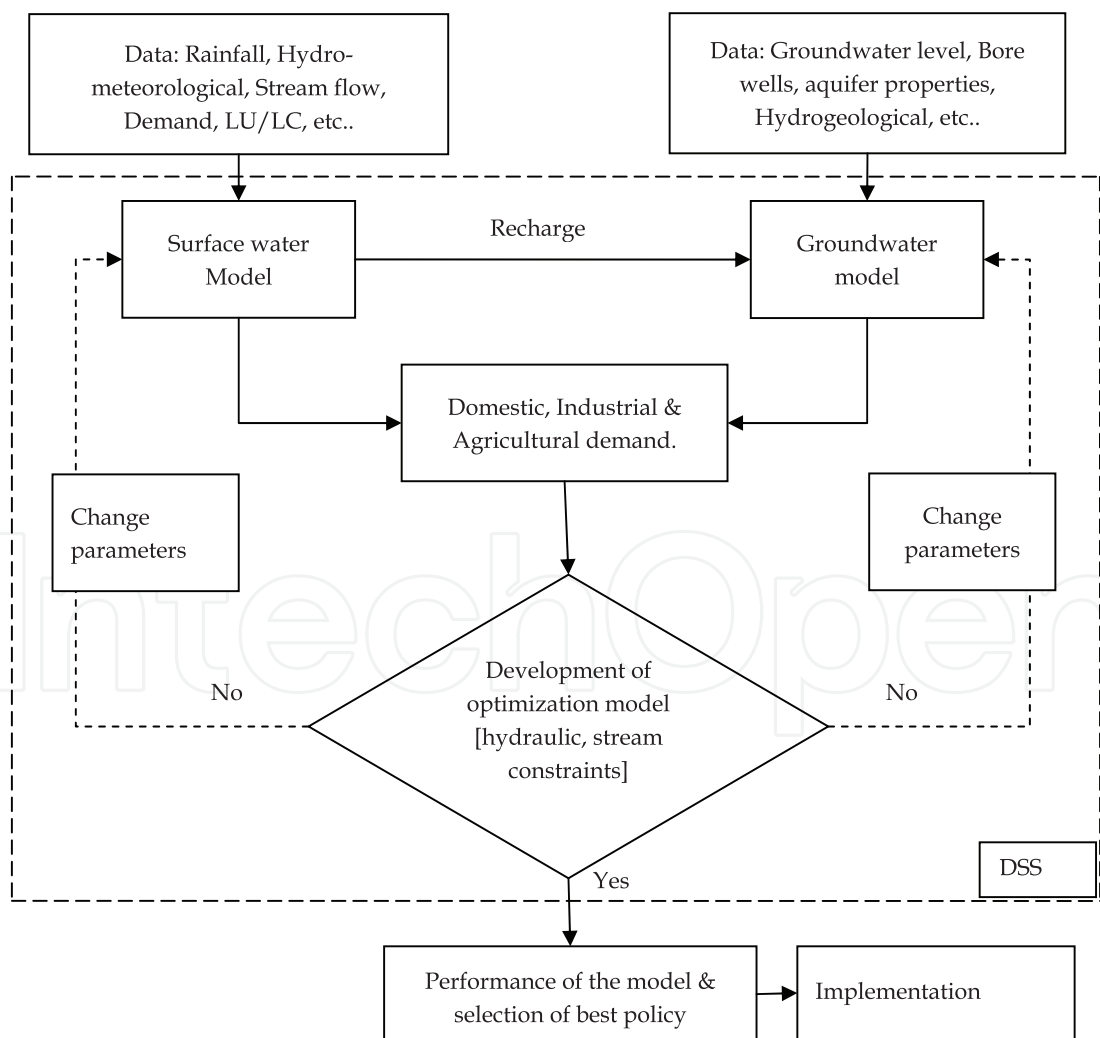 Data: Rainfall, Hydro-
meteorological, Stream flow,
Demand, LU/LC, etc..
Data: Groundwater level, Bore
wells, aquifer properties,
Hydrogeological, etc..
Surface water
Model
Recharge
Groundwater
model
Domestic, Industrial &
Agricultural demand.
Change
parameters
Change
parameters
IntechOpen
Development of
optimization model
[hydraulic, stream
constraints]
No
No
DSS
Yes
Performance of the model &
selection of best policy
Implementation